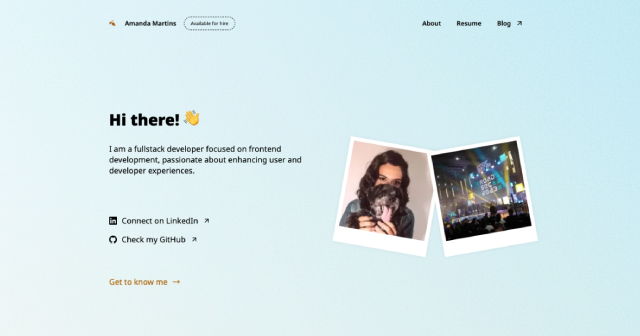 Amanda Martins
Available for hire
About
Resume
Blog
Hi there!
I am a fullstack developer focused on frontend
development, passionate about enhancing user and
developer experiences.
Connect on LinkedIn
Check my GitHub
Get to know me